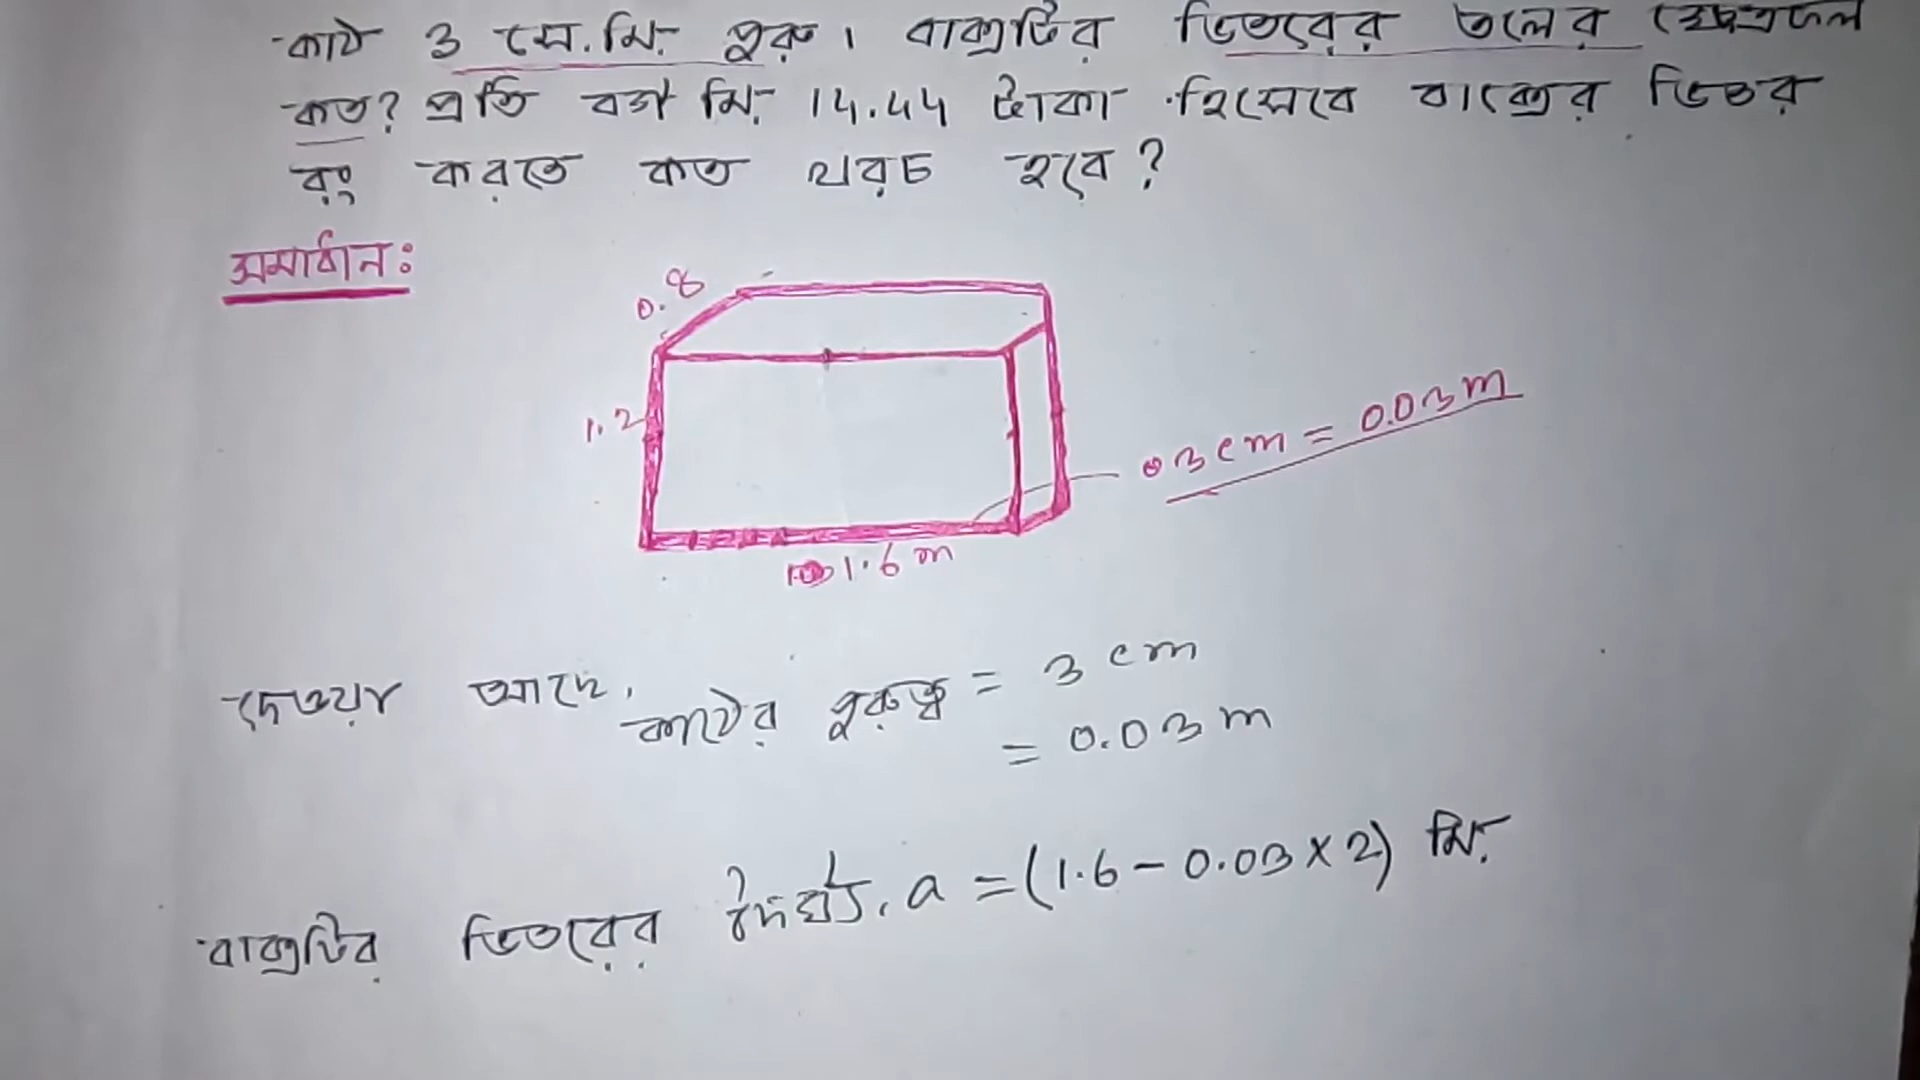 কাঠ 3 সে.মি. পুরু। বাক্সটির ভিতরের তলের ক্ষেত্রফল
কত? প্রতি বর্গ মি. 14.44 টাকা হিসেবে বাক্সের ভিতর
রং করতে কত খরচ হবে?
সমাধান:
0.8
1.2
3 cm = 0.03 m
1.6 m
দেওয়া আছে, কাঠের পুরুত্ব = 3 cm
= 0.03 m
বাক্সটির ভিতরের দৈর্ঘ্য, a = (1.6 - 0.03 × 2) মি.